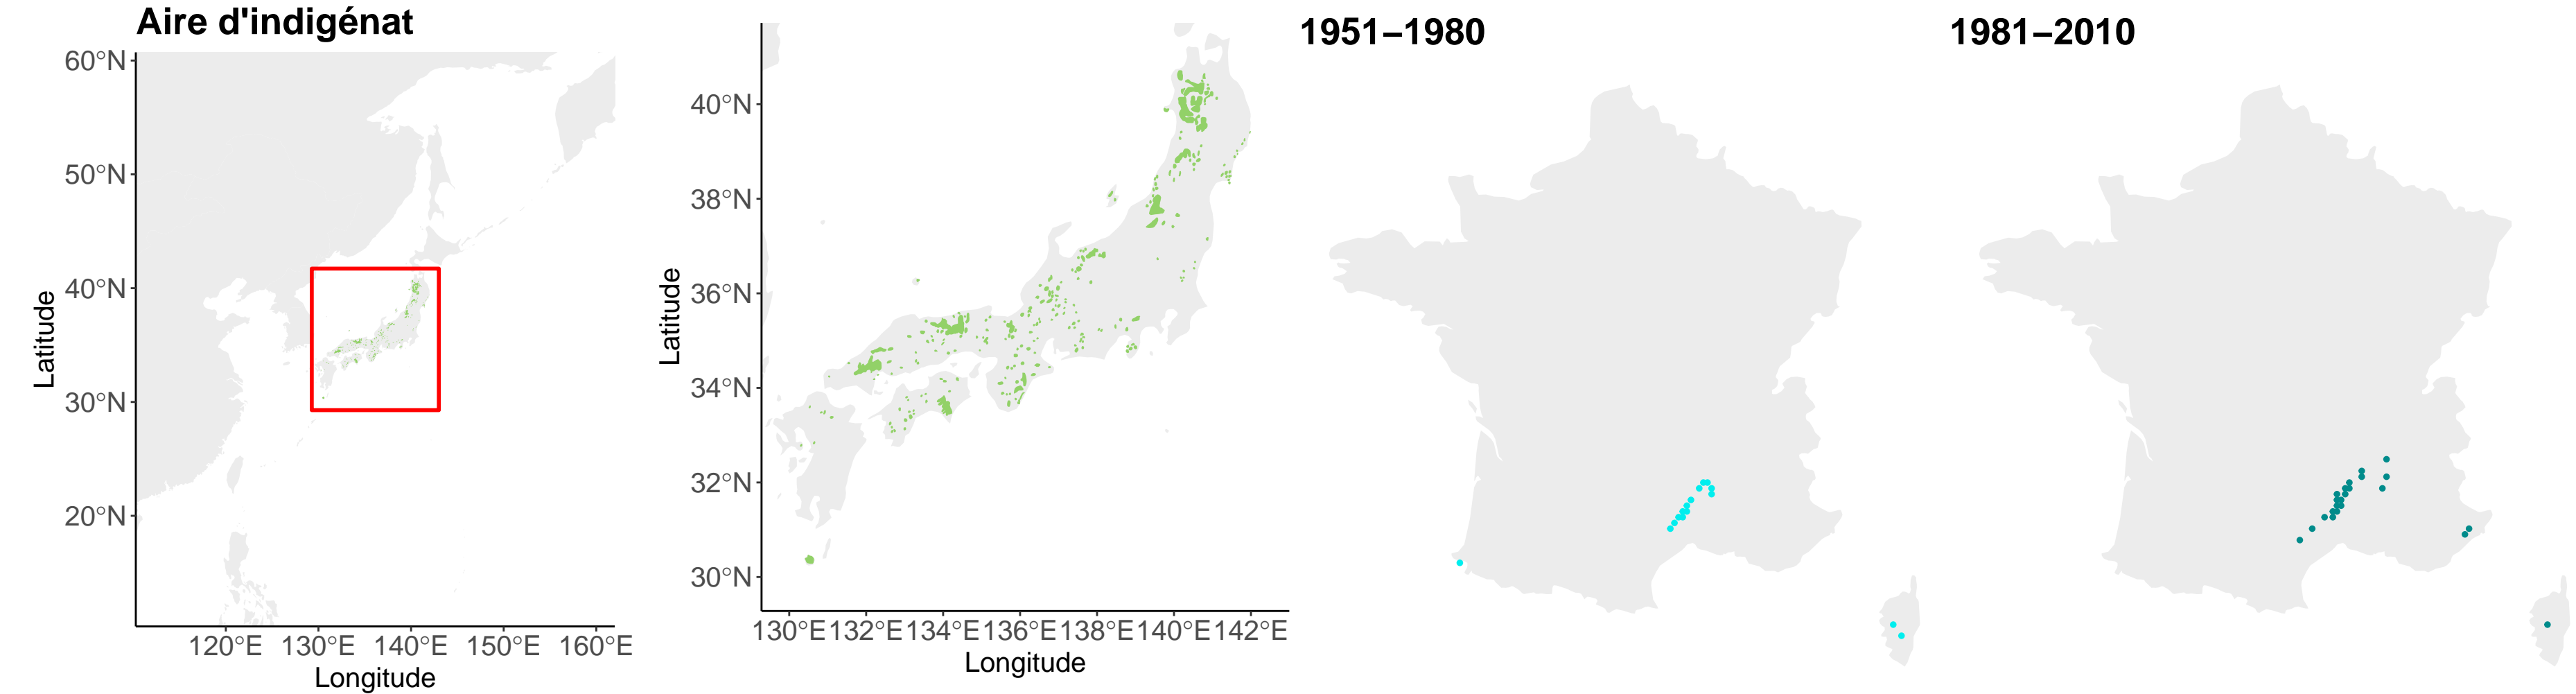 Aire d'indigénat
1951–1980
1981–2010
60°N
50°N
40°N
30°N
20°N
Latitude
120°E 130°E 140°E 150°E 160°E
Longitude
40°N
38°N
36°N
34°N
32°N
30°N
Latitude
130°E 132°E 134°E 136°E 138°E 140°E 142°E
Longitude